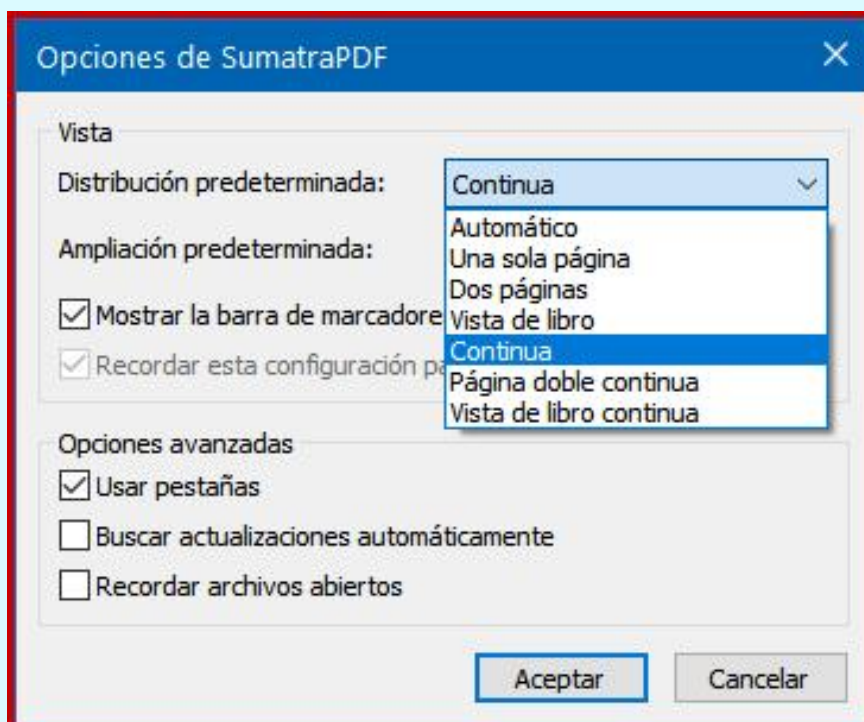 Opciones de SumatraPDF
Vista
Distribución predeterminada:
Continua
Automático
Una sola página
Dos páginas
Vista de libro
Continua
Página doble continua
Vista de libro continua
Ampliación predeterminada:
Mostrar la barra de
Recordar esta configuración
Opciones avanzadas
Usar pestañas
Buscar actualizaciones automáticamente
Recordar archivos abiertos
Aceptar
Cancelar